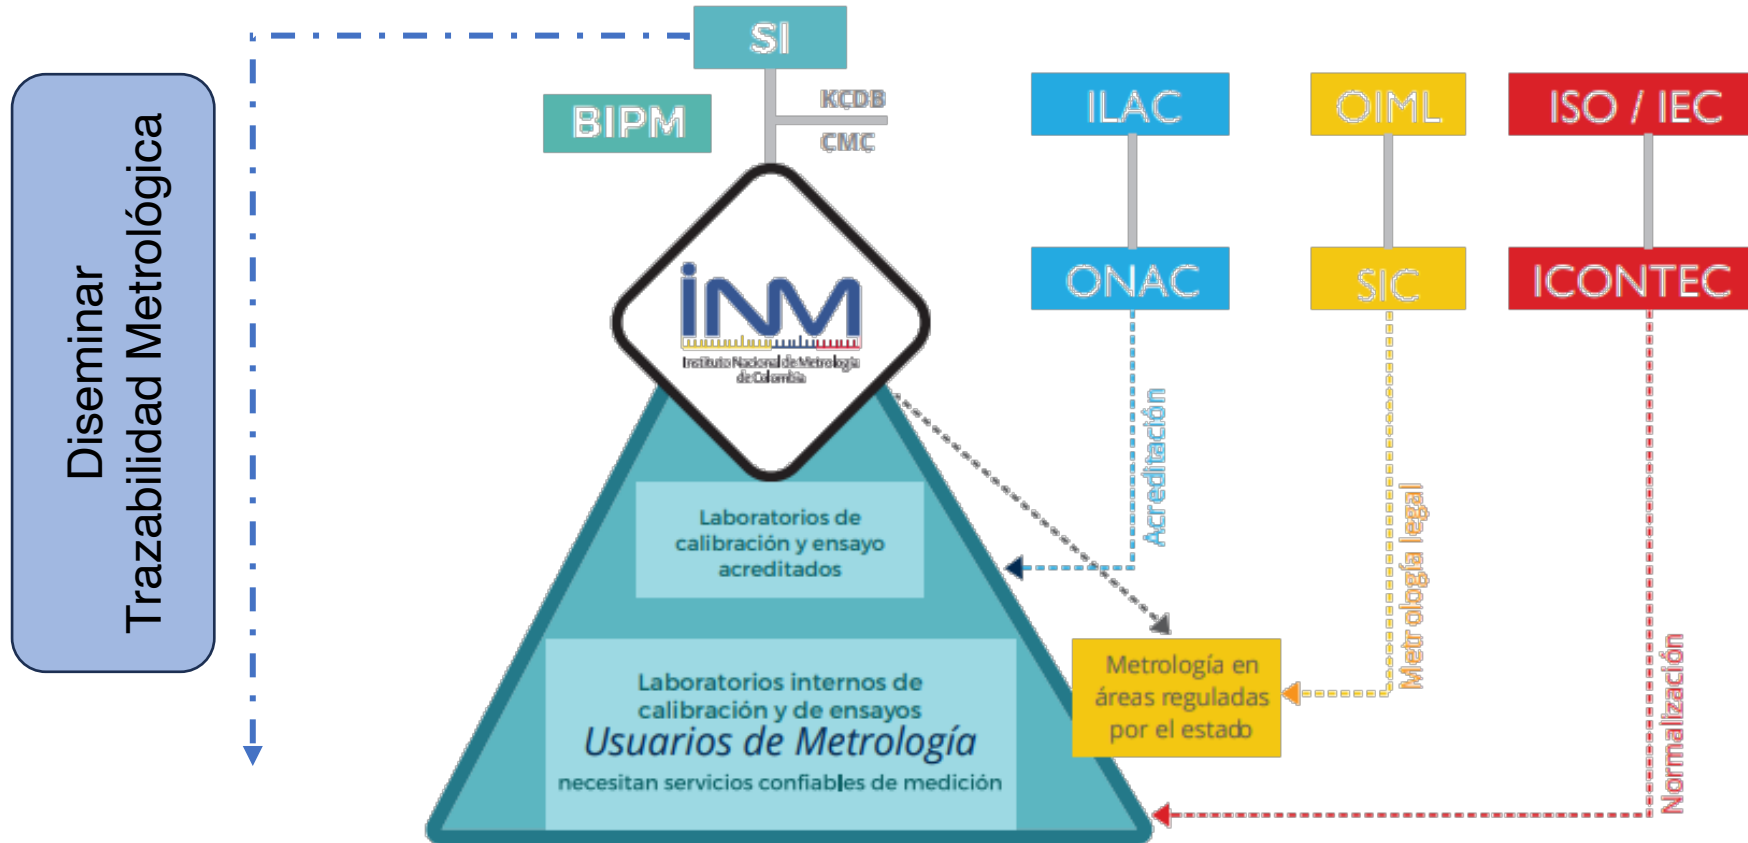 Diseminar
Trazabilidad Metrológica
SI
BIPM
KCDB
CMC
INM
Instituto Nacional de Metrología
de Colombia
Laboratorios de
calibración y ensayo
acreditados
Laboratorios internos de
calibración y de ensayos
Usuarios de Metrología
necesitan servicios confiables de medición
ILAC
ONAC
Acreditación
OIML
SIC
Metrología legal
Metrología en
áreas reguladas
por el estado
ISO / IEC
ICONTEC
Normalización